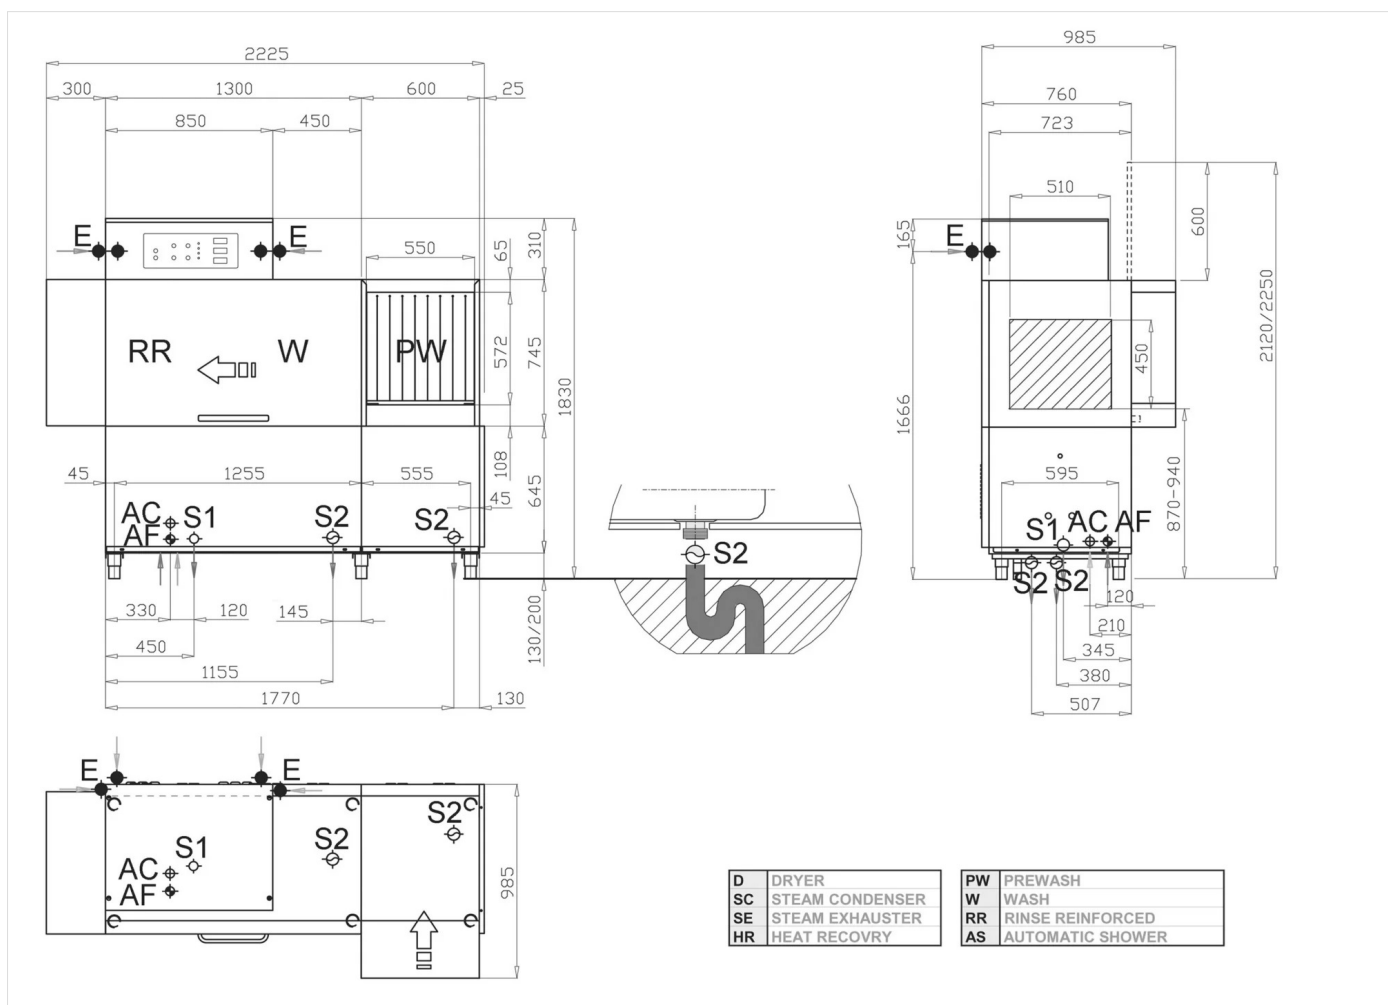 2225
985
300
1300
600
25
760
850
450
723
510
600
165
E
E
E
310
65
550
RR
W
PW
572
745
1830
450
1666
2120/2250
C!
45
1255
555
108
645
45
595
870-940
AC
S1
S2
S2
AF
S2
S1
AC
AF
S2
S2
330
120
145
130/200
120
450
210
1155
345
1770
130
380
507
E
E
S2
S1
S2
AC
AF
985
D DRYER
SC STEAM CONDENSER
SE STEAM EXHAUSTER
HR HEAT RECOVRY
PW PREWASH
W WASH
RR RINSE REINFORCED
AS AUTOMATIC SHOWER